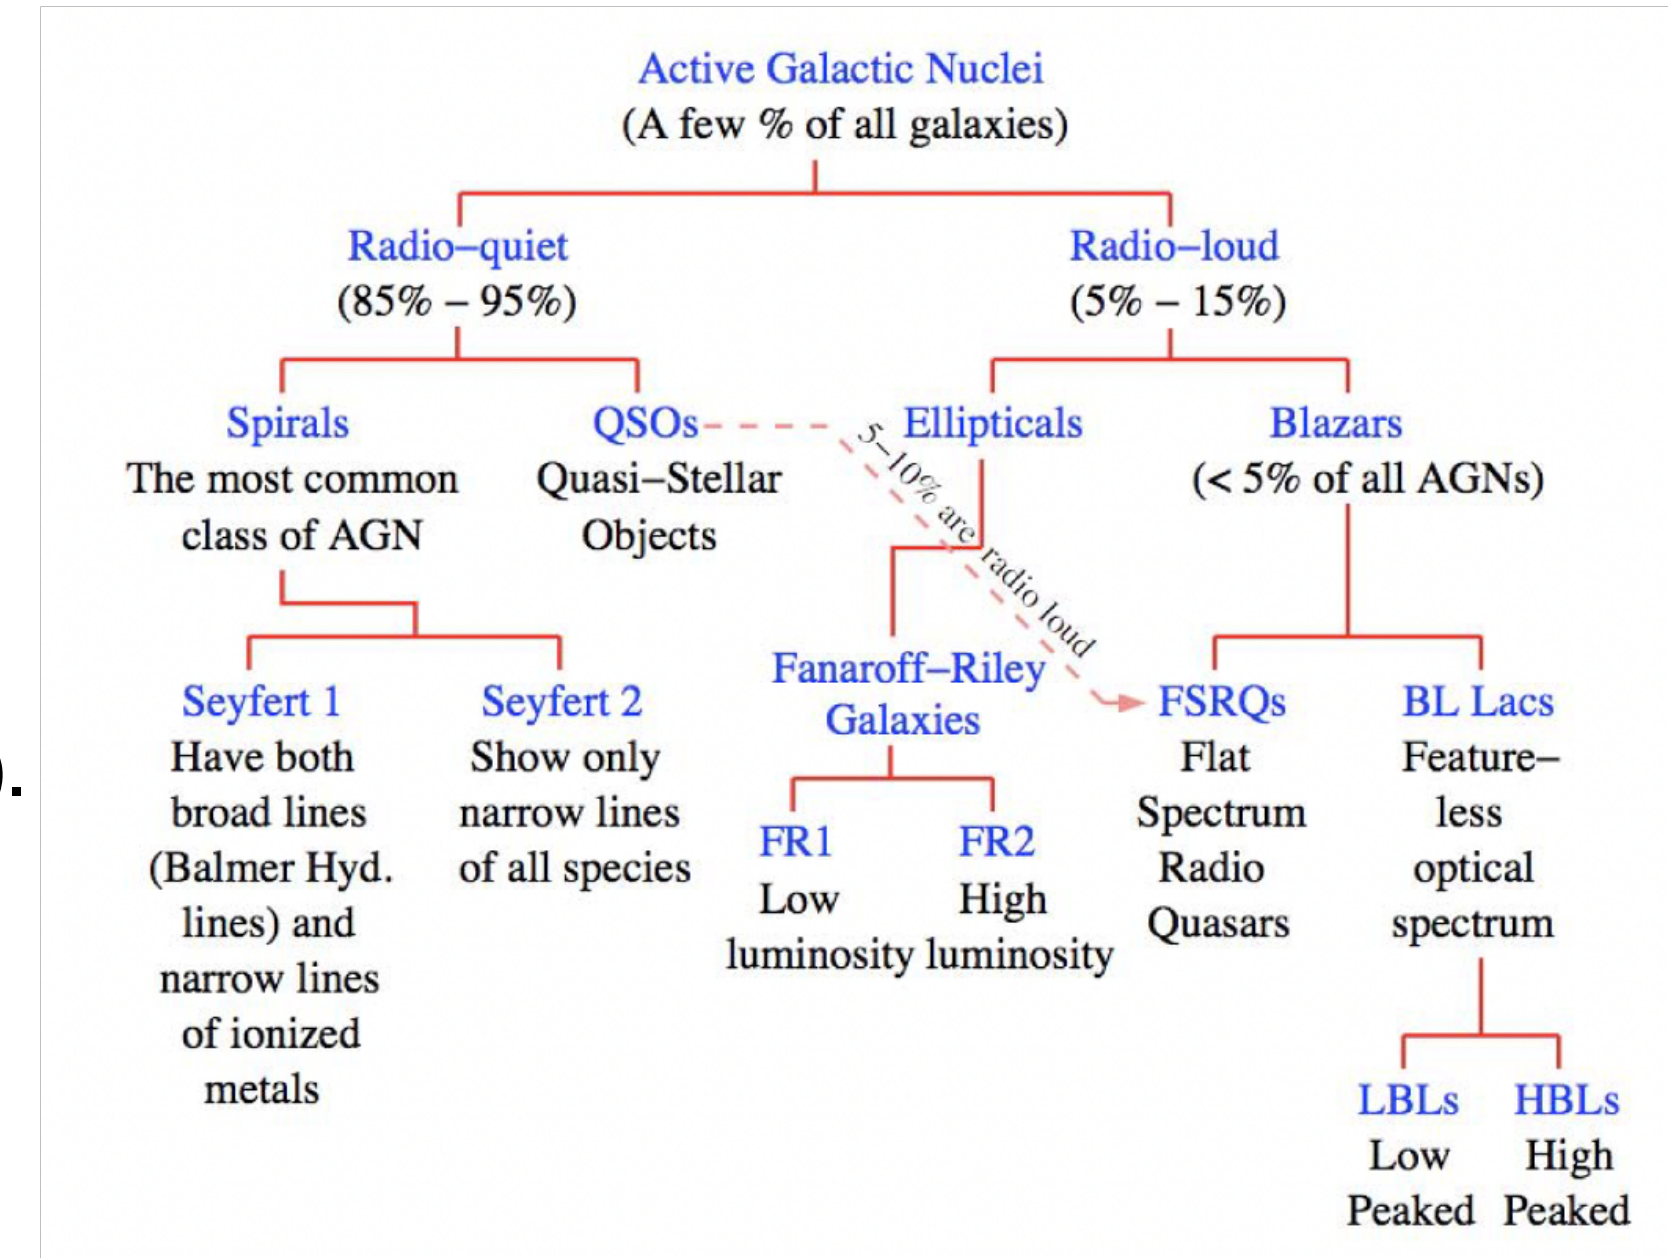 Active Galactic Nuclei
(A few % of all galaxies)
Radio–quiet
(85% – 95%)
Radio–loud
(5% – 15%)
Spirals
The most common
class of AGN
QSOs
Quasi–Stellar
Objects
5–10% are radio loud
Ellipticals
Blazars
(< 5% of all AGNs)
Seyfert 1
Have both
broad lines
(Balmer Hyd.
lines) and
narrow lines
of ionized
metals
Seyfert 2
Show only
narrow lines
of all species
Fanaroff–Riley
Galaxies
FR1
Low
luminosity
FR2
High
luminosity
FSRQs
Flat
Spectrum
Radio
Quasars
BL Lacs
Feature–
less
optical
spectrum
LBLs
Low
Peaked
HBLs
High
Peaked
).